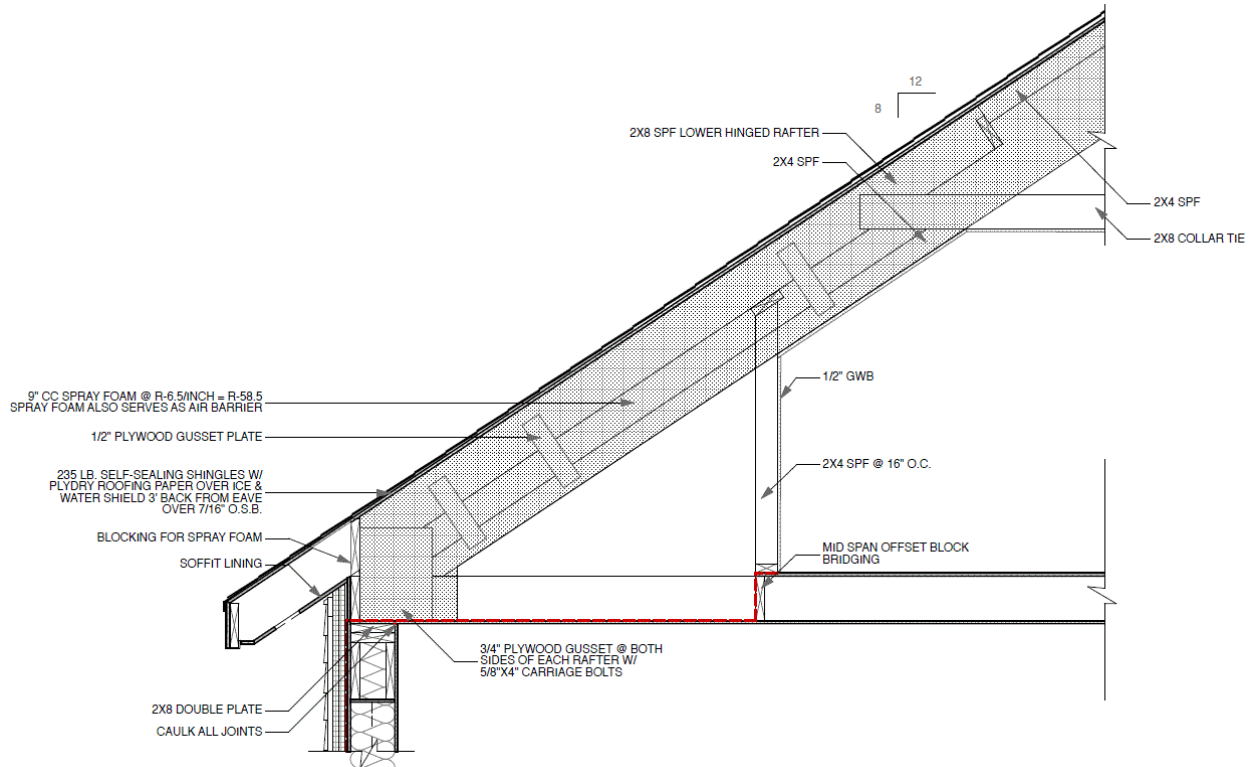 12
8
2X8 SPF LOWER HINGED RAFTER
2X4 SPF
2X4 SPF
2X8 COLLAR TIE
1/2" GWB
9" CC SPRAY FOAM @ R-6.5/INCH = R-58.5
SPRAY FOAM ALSO SERVES AS AIR BARRIER
1/2" PLYWOOD GUSSET PLATE
2X4 SPF @ 16" O.C.
235 LB. SELF-SEALING SHINGLES W/
PLYDRY ROOFING PAPER OVER ICE &
WATER SHIELD 3' BACK FROM EAVE
OVER 7/16" O.S.B.
BLOCKING FOR SPRAY FOAM
SOFFIT LINING
MID SPAN OFFSET BLOCK
BRIDGING
3/4" PLYWOOD GUSSET @ BOTH
SIDES OF EACH RAFTER W/
5/8"X4" CARRIAGE BOLTS
2X8 DOUBLE PLATE
CAULK ALL JOINTS